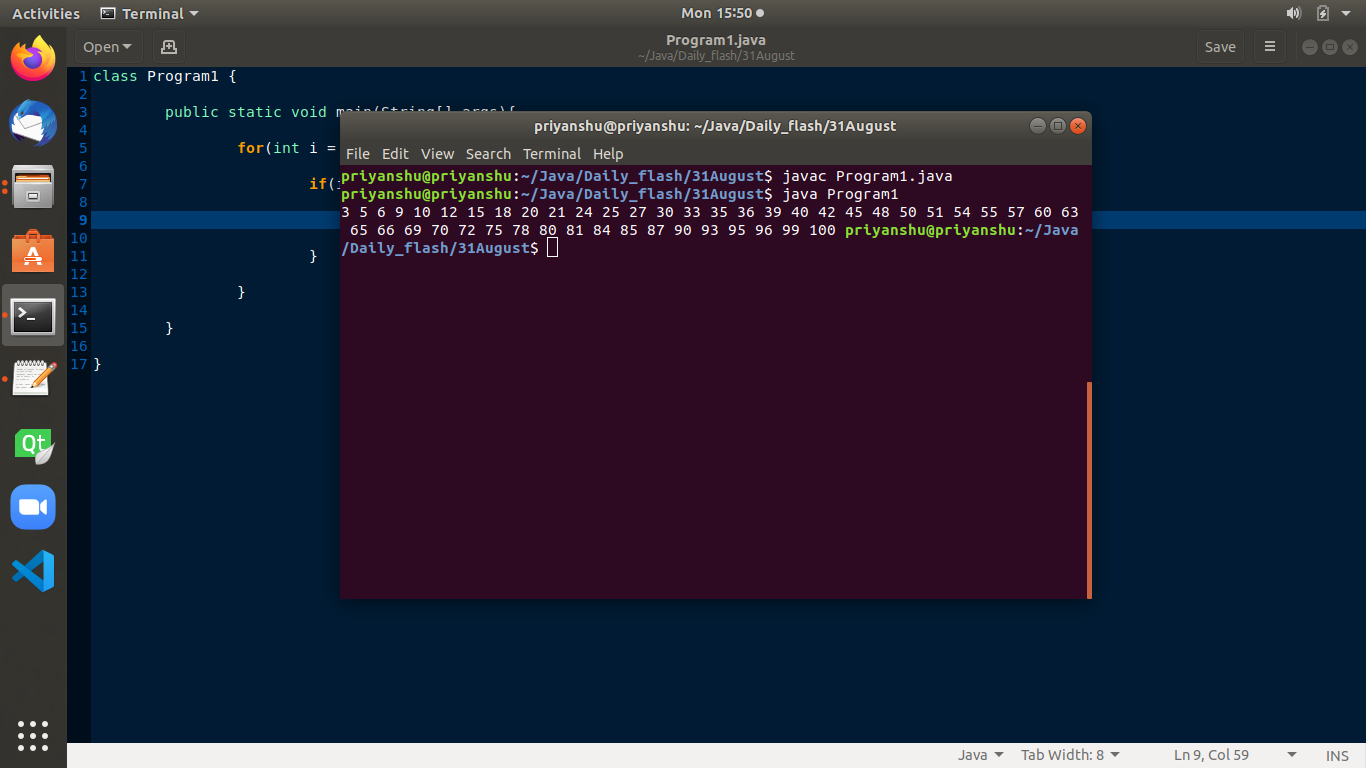 Activities Terminal Mon 15:50
Open Program1.java Save
~/Java/Daily_flash/31August
1 class Program1 {
2
3 public static void main(String[] args){
4
5 for(int i =
6
7 if(i
8
9
10
11 }
12
13 }
14
15 }
16
17 }
priyanshu@priyanshu: ~/Java/Daily_flash/31August
File Edit View Search Terminal Help
priyanshu@priyanshu:~/Java/Daily_flash/31August$ javac Program1.java
priyanshu@priyanshu:~/Java/Daily_flash/31August$ java Program1
3 5 6 9 10 12 15 18 20 21 24 25 27 30 33 35 36 39 40 42 45 48 50 51 54 55 57 60 63
65 66 69 70 72 75 78 80 81 84 85 87 90 93 95 96 99 100 priyanshu@priyanshu:~/Java
/Daily_flash/31August$
Qt
Java Tab Width: 8 Ln 9, Col 59 INS